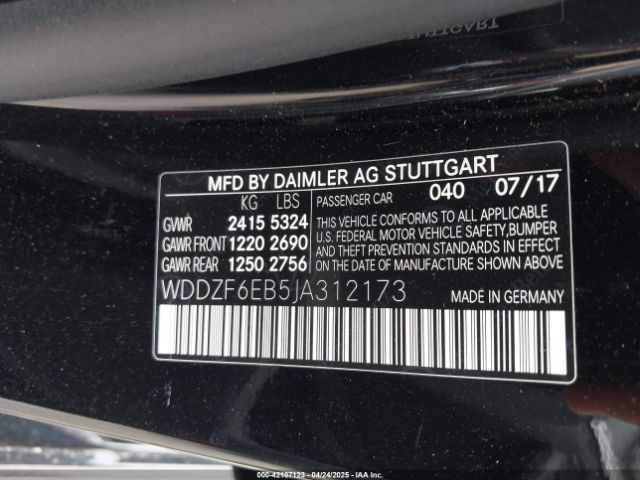 STUTTGART
MFD BY DAIMLER AG STUTTGART
KG LBS PASSENGER CAR 040 07/17
GVWR 2415 5324 THIS VEHICLE CONFORMS TO ALL APPLICABLE
U.S. FEDERAL MOTOR VEHICLE SAFETY,BUMPER
GAWR FRONT 1220 2690 AND THEFT PREVENTION STANDARDS IN EFFECT
GAWR REAR 1250 2756 ON THE DATE OF MANUFACTURE SHOWN ABOVE.
WDDZF6EB5JA312173 MADE IN GERMANY
000-42107123 - 04/24/2025 - IAAI, Inc.